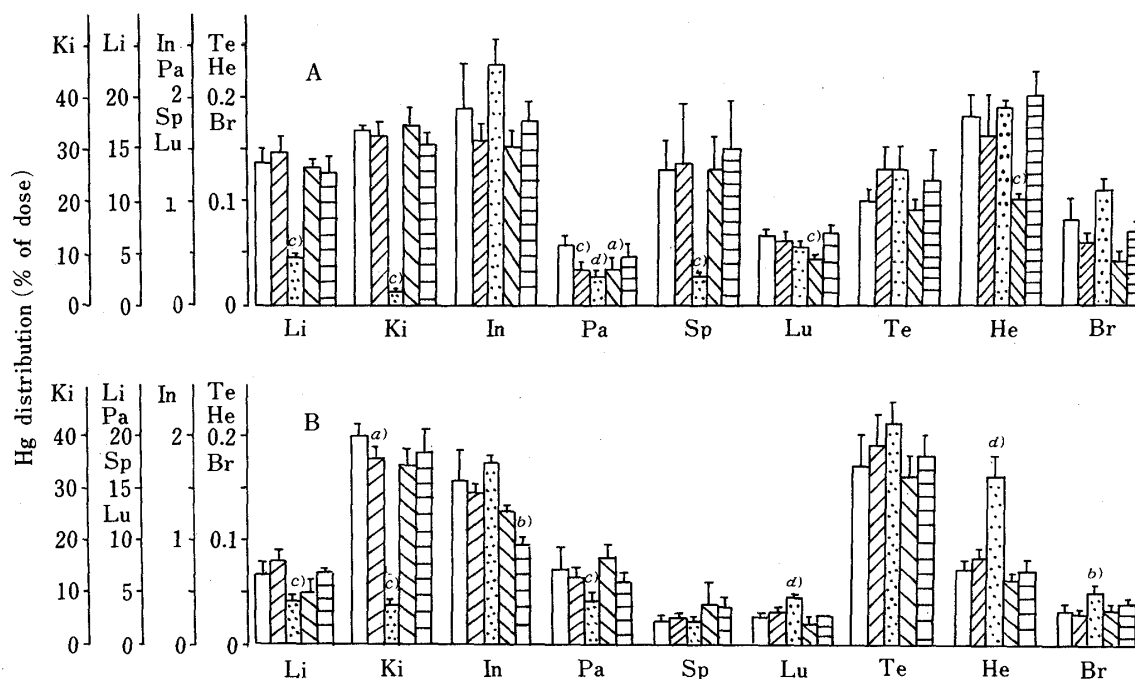 Hg distribution (% of dose)
A
Ki Li In Te
Pa He
40 20 2 0.2
Sp Br
Lu
30 15
20 10 1 0.1
10 5
0 0 0 0
c) c) c) d) a) c) c) c)
Li Ki In Pa Sp Lu Te He Br
B
Ki Li In Te
Pa He
40 20 2 0.2
Sp Br
30 15
Lu
20 10 1 0.1
10 5
0 0 0 0
c) a) c) b) c) d) d) b)
Li Ki In Pa Sp Lu Te He Br